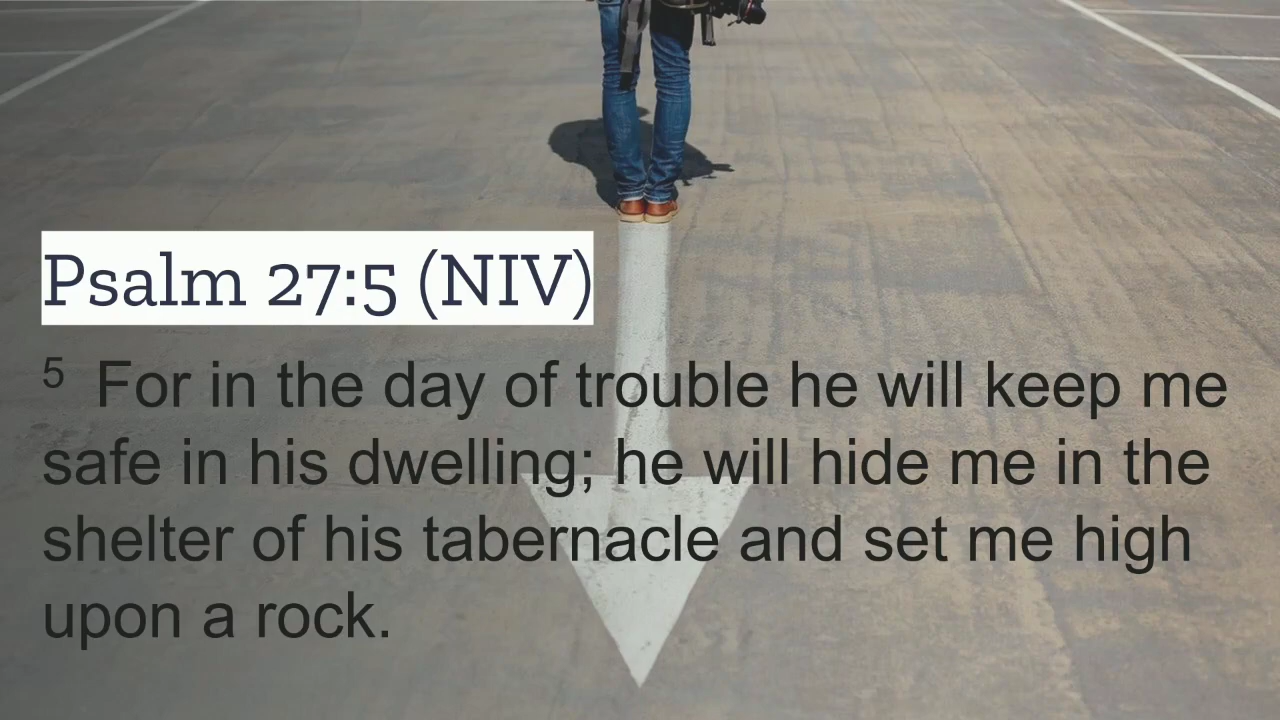 Psalm 27:5 (NIV)
5 For in the day of trouble he will keep me
safe in his dwelling; he will hide me in the
shelter of his tabernacle and set me high
upon a rock.